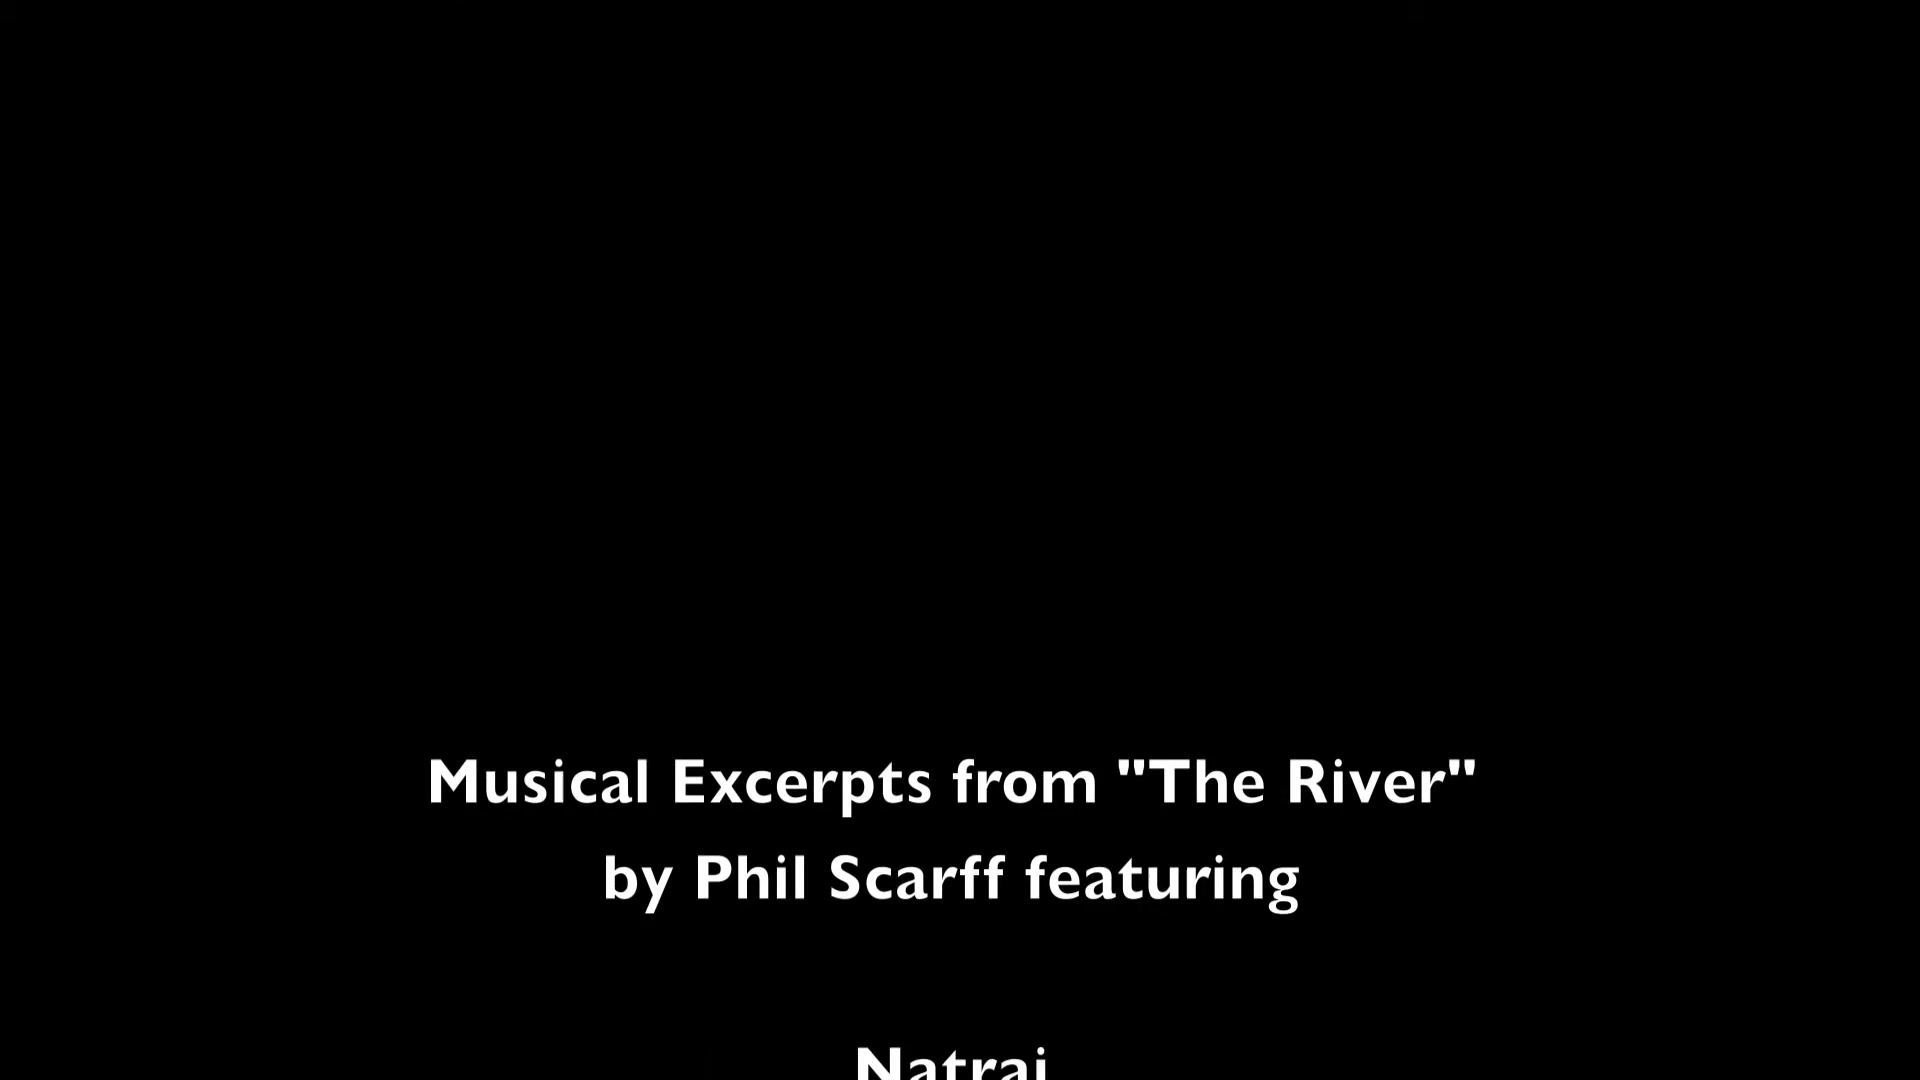 Musical Excerpts from "The River"
by Phil Scarff featuring
Natraj